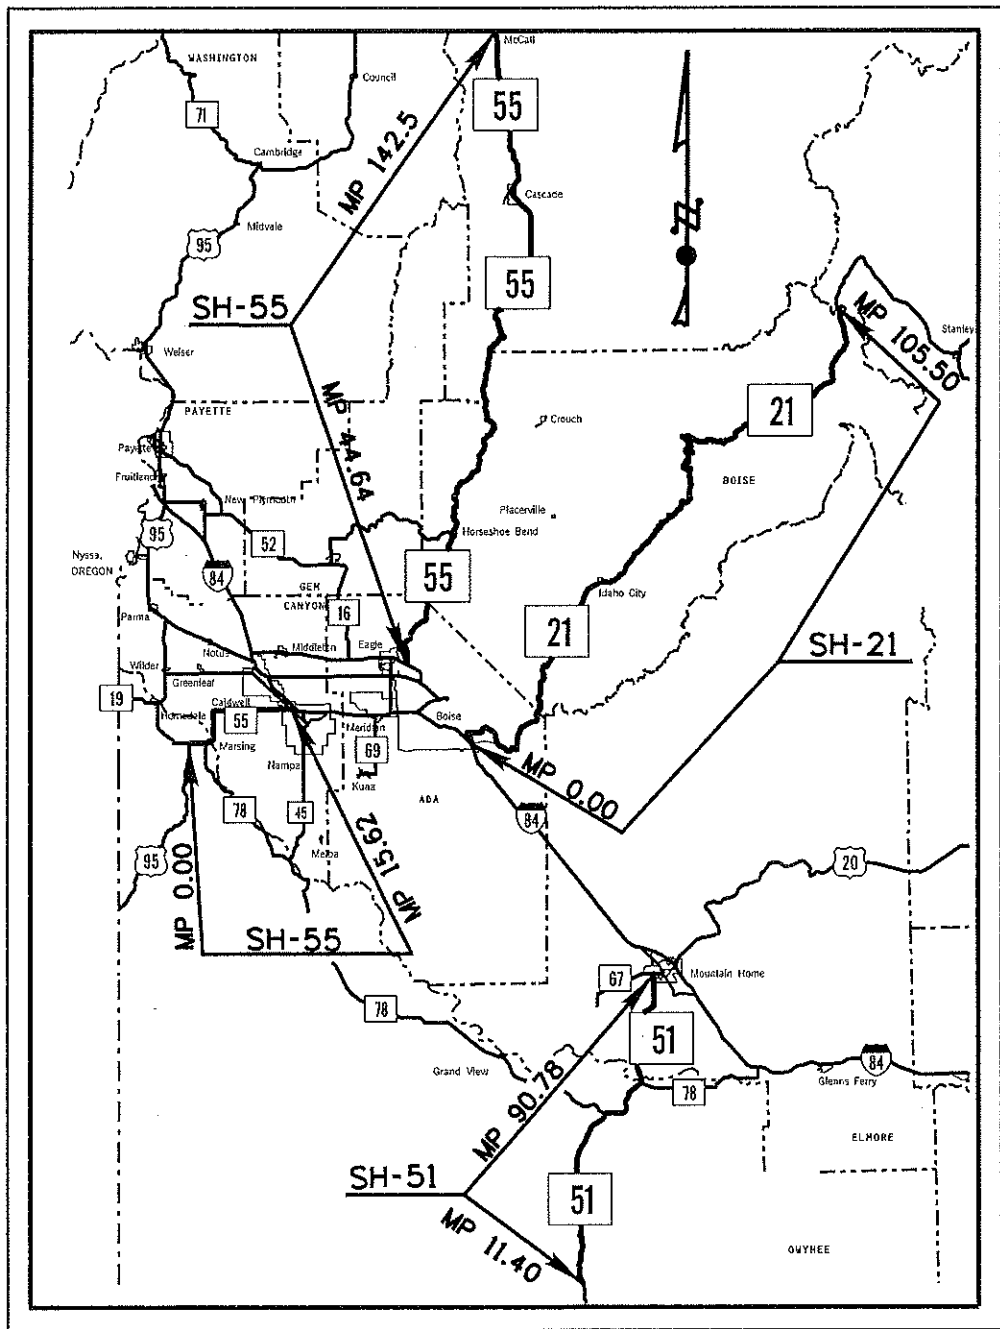 McCall
WASHINGTON
Council
55
71
MP 142.5
Cambridge
Cascade
Midvale
95
55
SH-55
MP 105.50
Stanley
Weiser
MP 44.64
PAYETTE
21
Crouch
Payette
Fruitland
BOISE
New Plymouth
Placerville
95
52
Horseshoe Bend
Nyssa,
OREGON
84
55
GEM
Idaho City
CANYON
Parma
16
21
Notus
Middleton
Eagle
SH-21
Wilder
Greenleaf
19
Caldwell
Homedale
55
Boise
Marsing
Meridian
69
Nampa
MP 0.00
Kuna
ADA
78
45
84
Melba
95
MP 0.00
MP 15.62
20
SH-55
67
Mountain Home
78
51
Grand View
84
Glenns Ferry
78
MP 90.78
ELMORE
SH-51
51
MP 11.40
OWYHEE